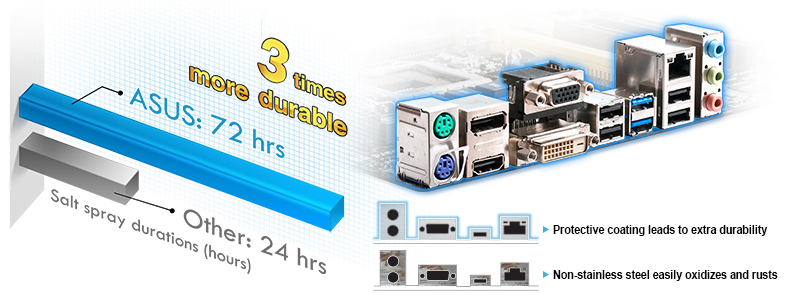 3 times
more durable
ASUS: 72 hrs
Other: 24 hrs
Salt spray durations (hours)
Protective coating leads to extra durability
Non-stainless steel easily oxidizes and rusts